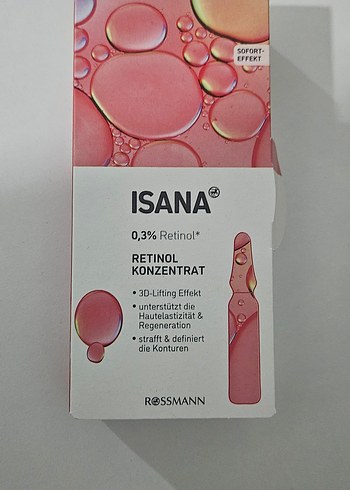 SOFORT-
EFFEKT
ISANA
0,3% Retinol*
RETINOL
KONZENTRAT
• 3D-Lifting Effekt
• unterstützt die
Hautelastizität &
Regeneration
• strafft & definiert
die Konturen
ROSSMANN